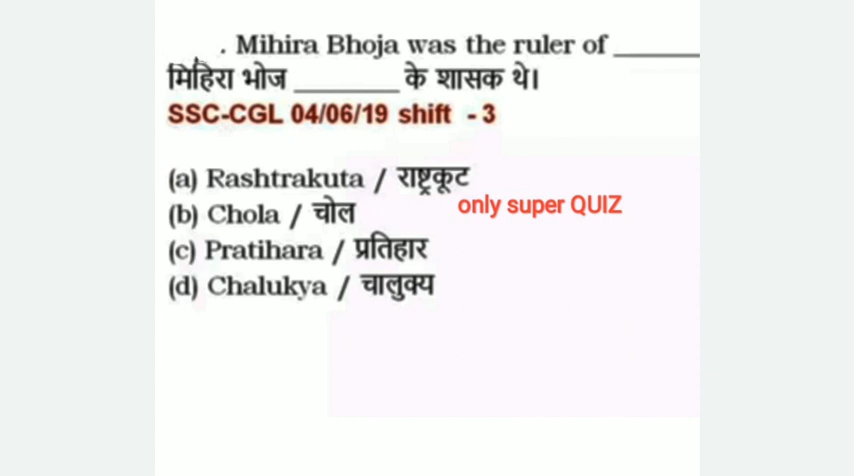 . Mihira Bhoja was the ruler of ______
मिहिरा भोज ________ के शासक थे।
SSC-CGL 04/06/19 shift - 3
(a) Rashtrakuta / राष्ट्रकूट
only super QUIZ
(b) Chola / चोल
(c) Pratihara / प्रतिहार
(d) Chalukya / चालुक्य